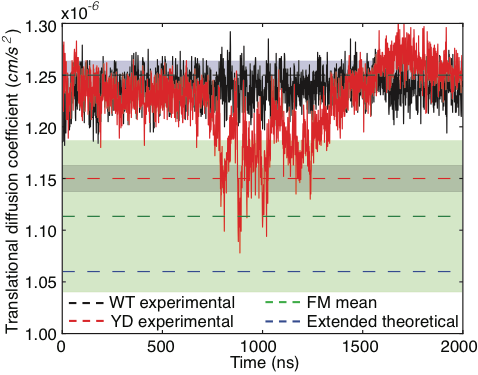 x10⁻⁶
1.30
1.25
1.20
1.15
1.10
1.05
1.00
Translational diffusion coefficient (cm/s⁻²)
WT experimental
FM mean
YD experimental
Extended theoretical
0
500
1000
1500
2000
Time (ns)